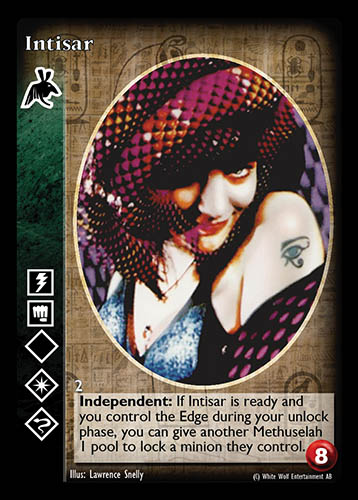 Intisar
2
Independent: If Intisar is ready and
you control the Edge during your unlock
phase, you can give another Methuselah
1 pool to lock a minion they control.
8
Illus: Lawrence Snelly
(C) White Wolf Entertainment AB